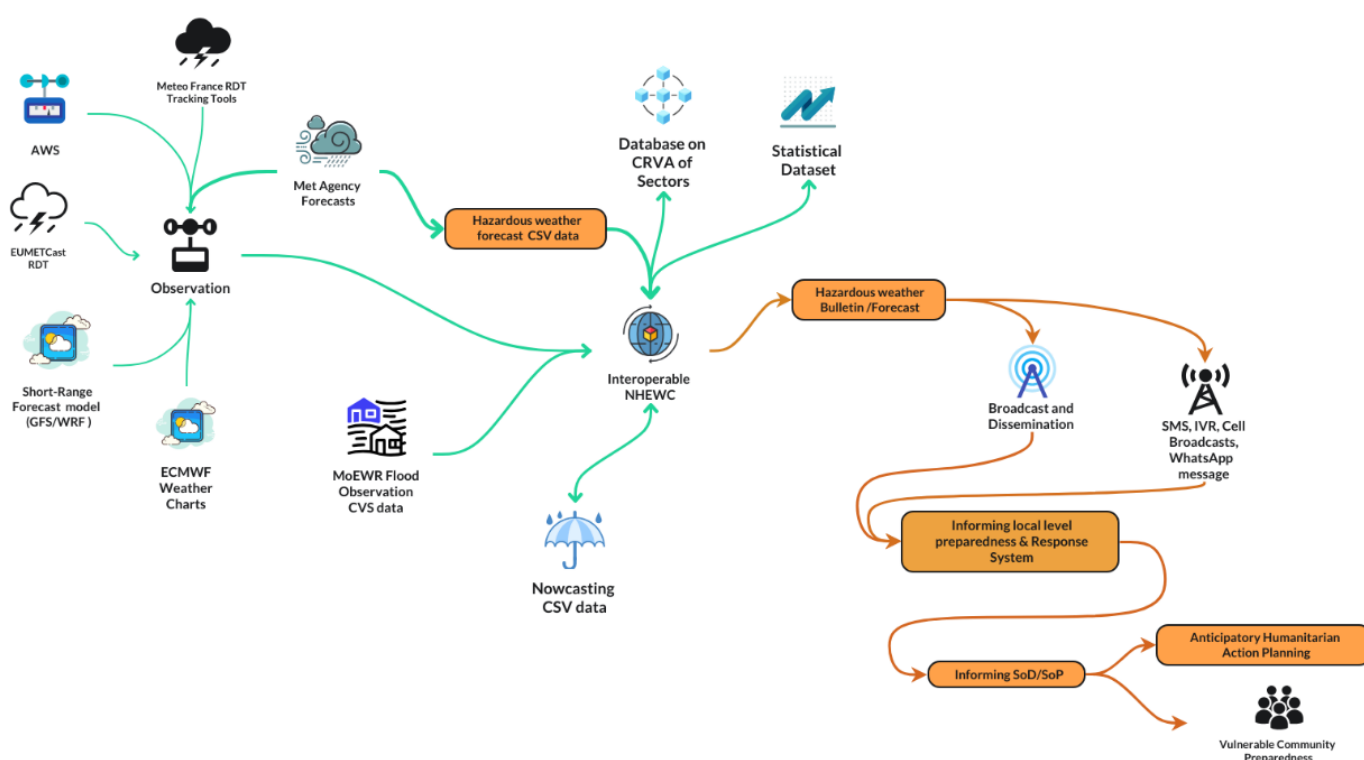 Meteo France RDT
Tracking Tools
AWS
EUMETCast
RDT
Observation
Met Agency
Forecasts
Hazardous weather
forecast CSV data
Database on
CRVA of
Sectors
Statistical
Dataset
Short-Range
Forecast model
(GFS/WRF )
ECMWF
Weather
Charts
MoEWR Flood
Observation
CVS data
Interoperable
NHEWC
Nowcasting
CSV data
Hazardous weather
Bulletin /Forecast
Broadcast and
Dissemination
SMS, IVR, Cell
Broadcasts,
WhatsApp
message
Informing local level
preparedness & Response
System
Informing SoD/SoP
Anticipatory Humanitarian
Action Planning
Vulnerable Community
Preparedness